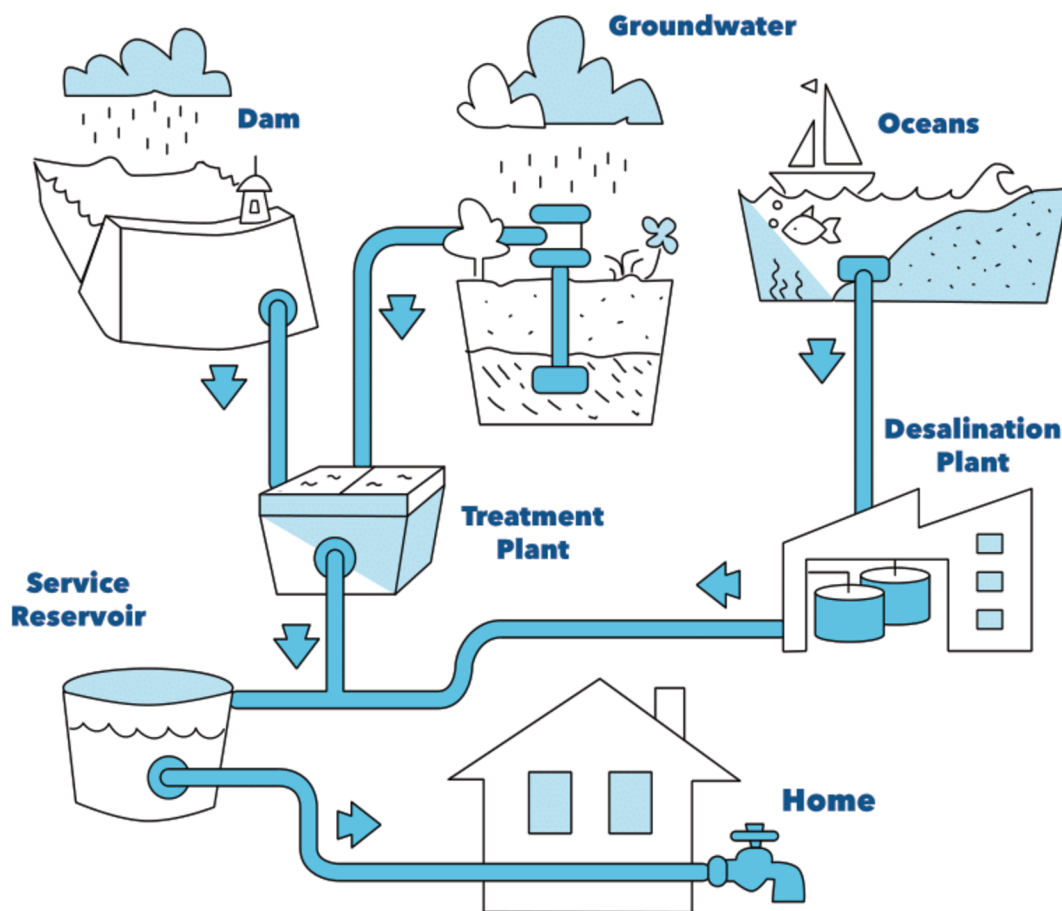 Groundwater
Dam
Oceans
Desalination
Plant
Treatment
Plant
Service
Reservoir
Home